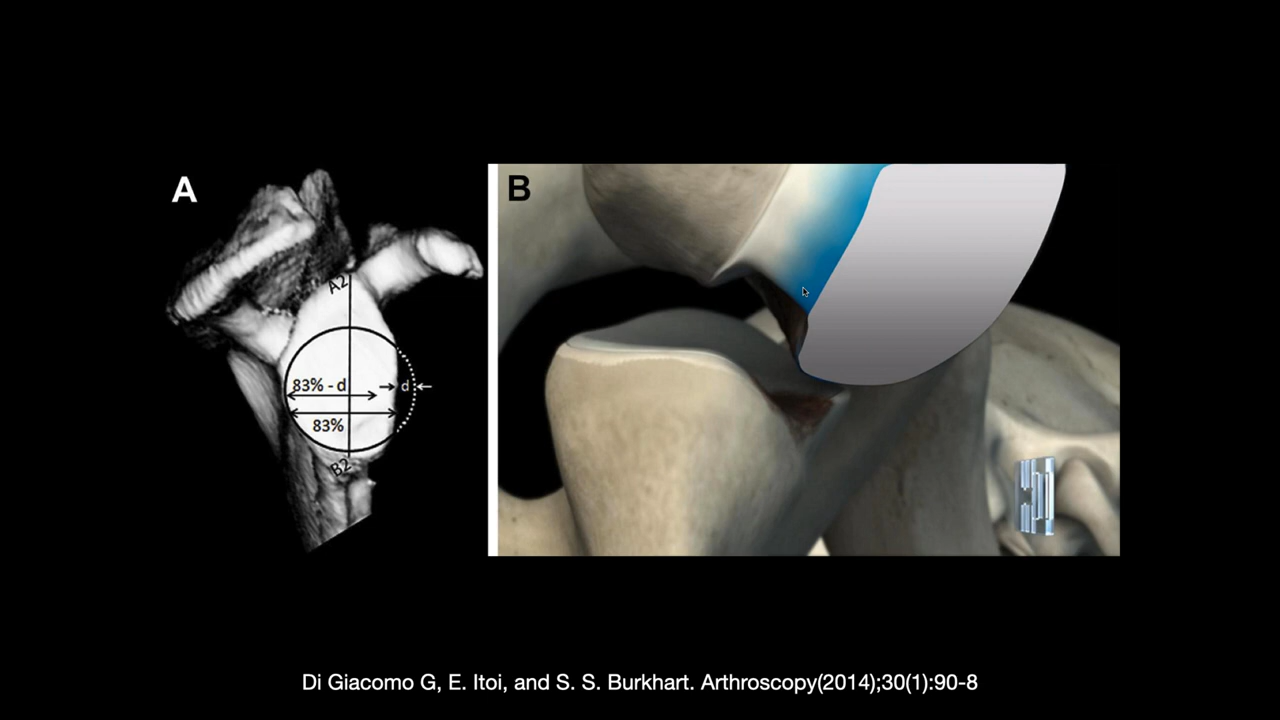 A
B
A2
83% - d
d
83%
B2
Di Giacomo G, E. Itoi, and S. S. Burkhart. Arthroscopy(2014);30(1):90-8